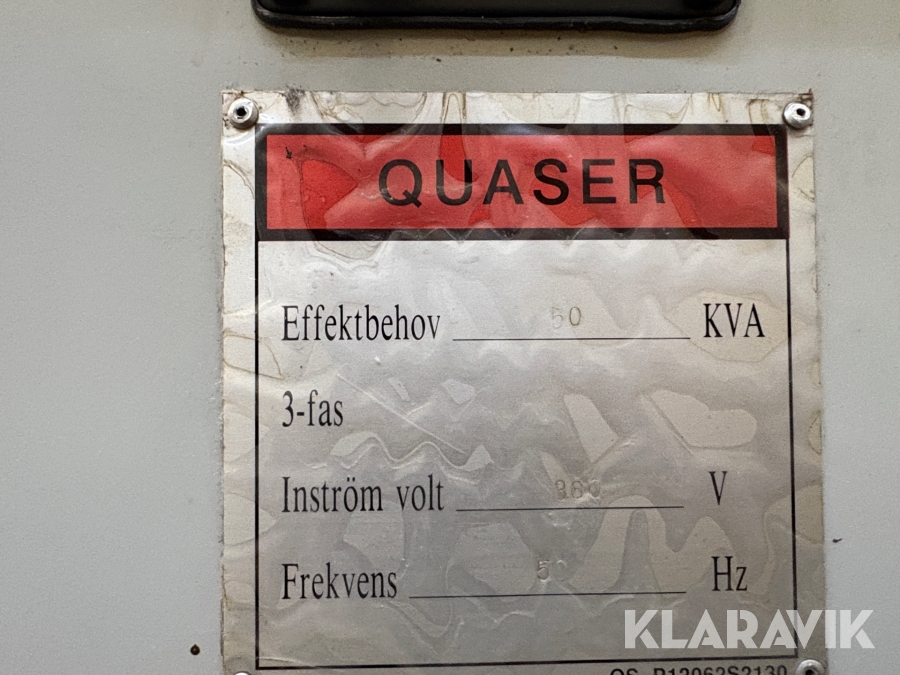 QUASER
Effektbehov 50 KVA
3-fas
Inström volt V
Frekvens 50 Hz
KLARAVIK